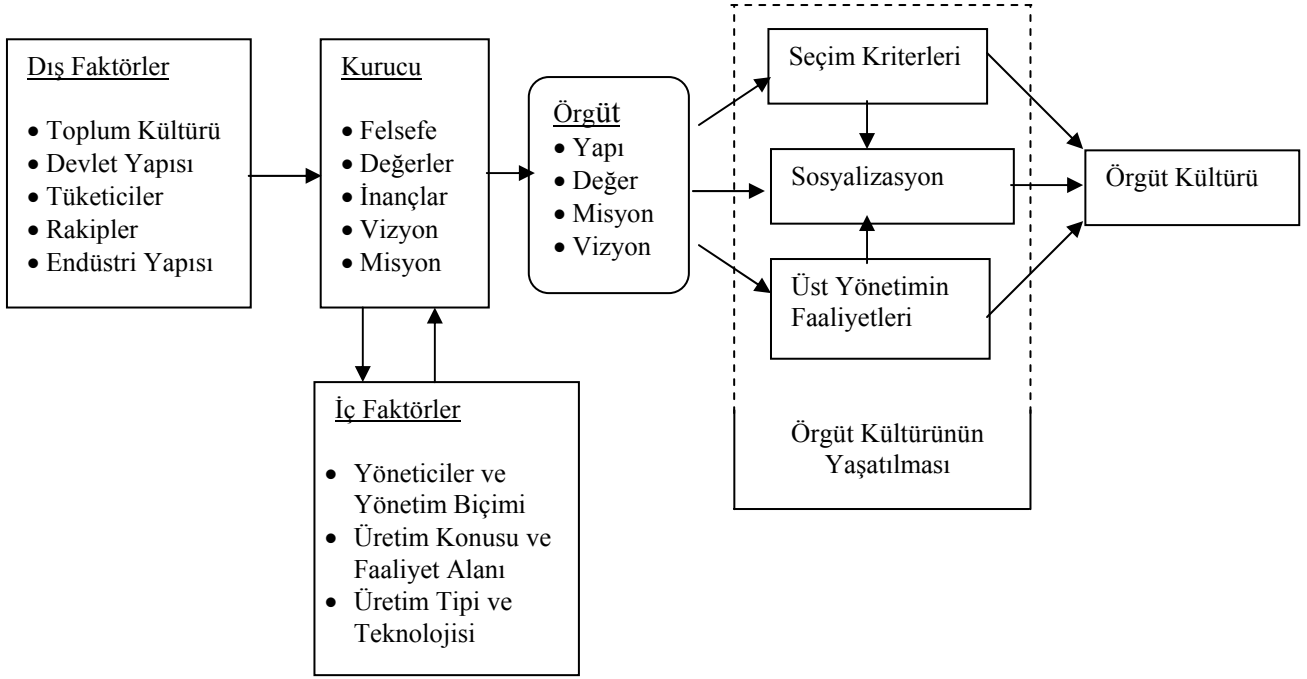 Dış Faktörler
• Toplum Kültürü
• Devlet Yapısı
• Tüketiciler
• Rakipler
• Endüstri Yapısı
Kurucu
• Felsefe
• Değerler
• İnançlar
• Vizyon
• Misyon
İç Faktörler
• Yöneticiler ve
Yönetim Biçimi
• Üretim Konusu ve
Faaliyet Alanı
• Üretim Tipi ve
Teknolojisi
Örgüt
• Yapı
• Değer
• Misyon
• Vizyon
Seçim Kriterleri
Sosyalizasyon
Üst Yönetimin
Faaliyetleri
Örgüt Kültürünün
Yaşatılması
Örgüt Kültürü